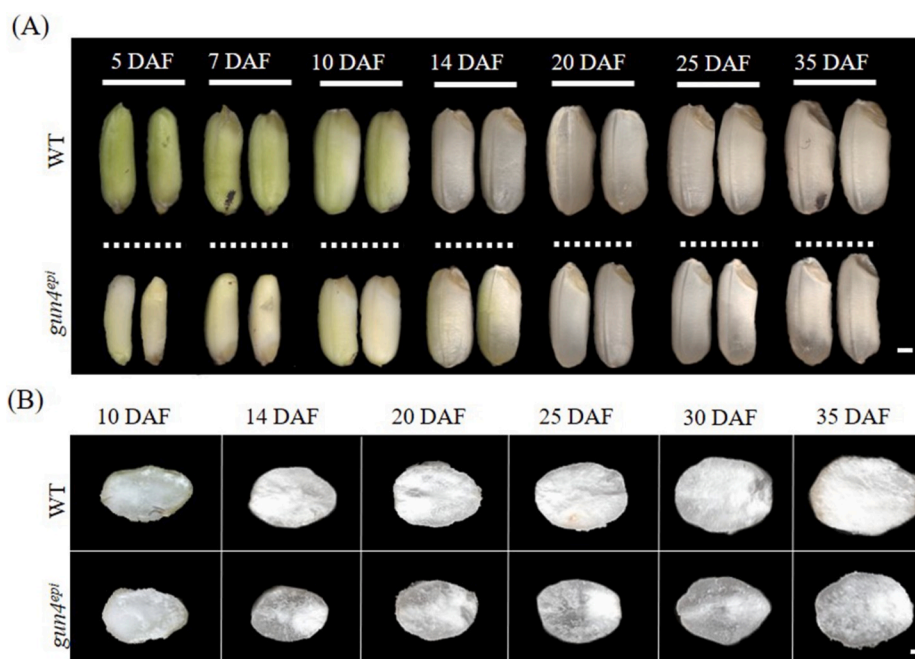 (A)
5 DAF 7 DAF 10 DAF 14 DAF 20 DAF 25 DAF 35 DAF
WT
gun4epi
(B)
10 DAF 14 DAF 20 DAF 25 DAF 30 DAF 35 DAF
WT
gun4epi